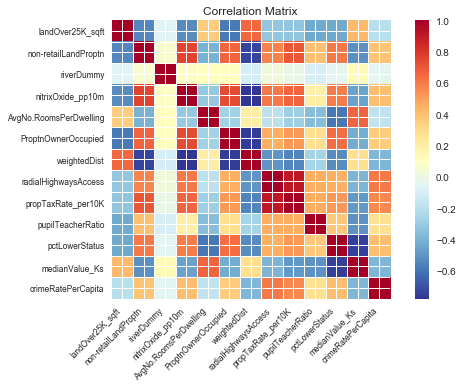 Correlation Matrix
landOver25K_sqft
non-retailLandProptn
riverDummy
nitrixOxide_pp10m
AvgNo.RoomsPerDwelling
ProptnOwnerOccupied
weightedDist
radialHighwaysAccess
propTaxRate_per10K
pupilTeacherRatio
pctLowerStatus
medianValue_Ks
crimeRatePerCapita
landOver25K_sqft
non-retailLandProptn
riverDummy
nitrixOxide_pp10m
AvgNo.RoomsPerDwelling
ProptnOwnerOccupied
weightedDist
radialHighwaysAccess
propTaxRate_per10K
pupilTeacherRatio
pctLowerStatus
medianValue_Ks
crimeRatePerCapita
1.0
0.8
0.6
0.4
0.2
0.0
−0.2
−0.4
−0.6